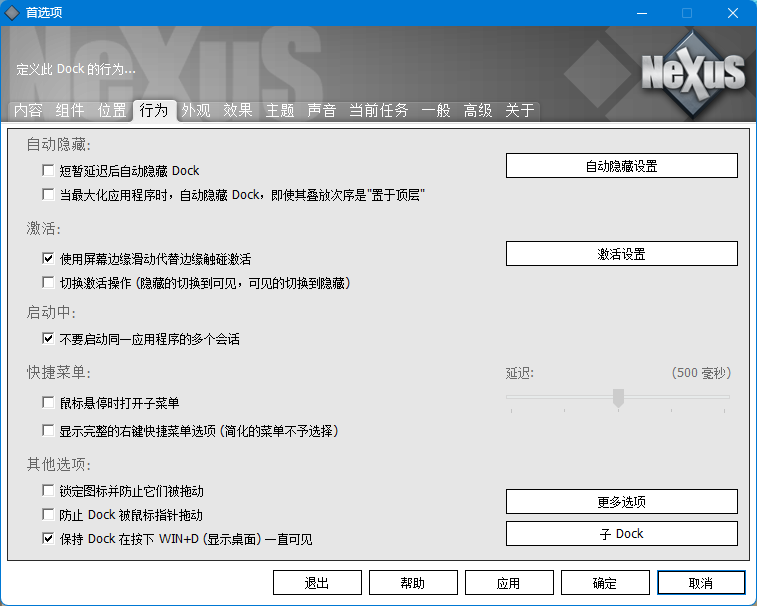 首选项
NeXuS
定义此 Dock 的行为...
NeXuS
内容 组件 位置 行为 外观 效果 主题 声音 当前任务 一般 高级 关于
自动隐藏:
短暂延迟后自动隐藏 Dock
自动隐藏设置
当最大化应用程序时，自动隐藏 Dock，即使其叠放次序是"置于顶层"
激活:
使用屏幕边缘滑动代替边缘触碰激活
激活设置
切换激活操作 (隐藏的切换到可见，可见的切换到隐藏)
启动中:
不要启动同一应用程序的多个会话
快捷菜单:
延迟: (500 毫秒)
鼠标悬停时打开子菜单
显示完整的右键快捷菜单选项 (简化的菜单不予选择)
其他选项:
锁定图标并防止它们被拖动
更多选项
防止 Dock 被鼠标指针拖动
子 Dock
保持 Dock 在按下 WIN+D (显示桌面) 一直可见
退出 帮助 应用 确定 取消